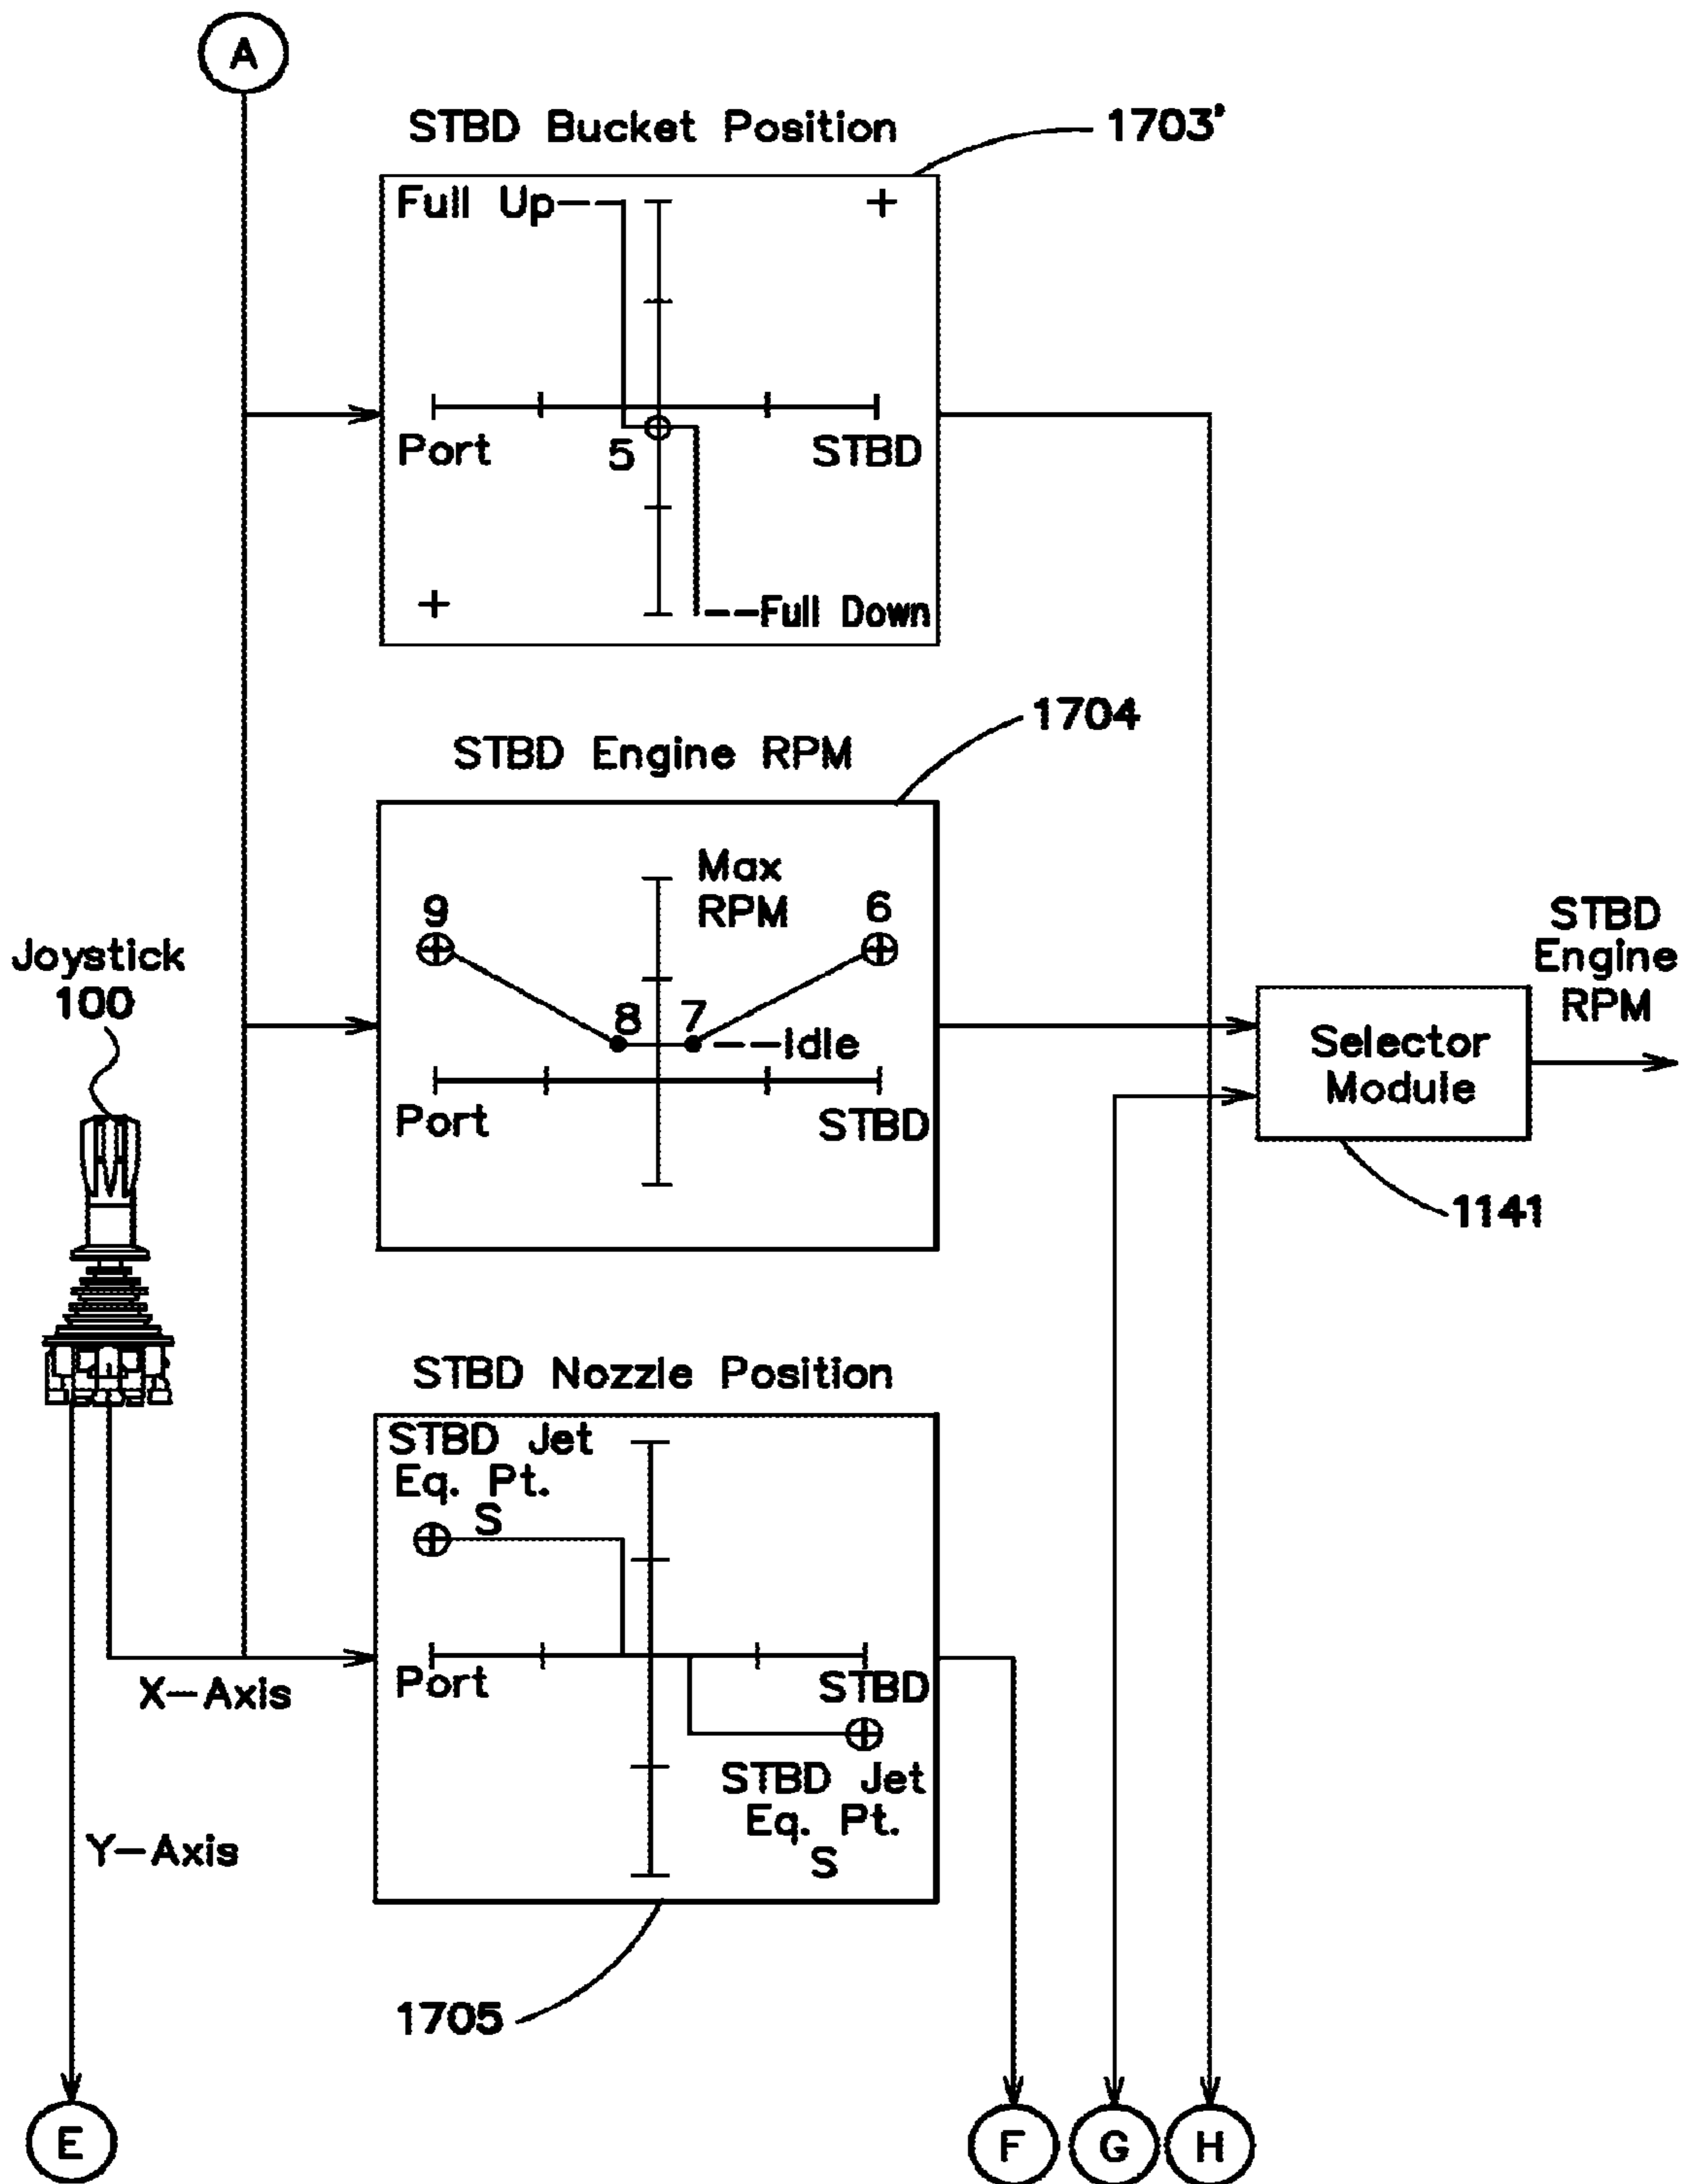 A
STBD Bucket Position
1703'
Full Up--
+
Port
5
STBD
+
--Full Down
1704
STBD Engine RPM
Max
RPM
9
6
8
7
--Idle
Port
STBD
Joystick
100
STBD
Engine
RPM
Selector
Module
1141
STBD Nozzle Position
STBD Jet
Eq. Pt.
S
Port
STBD
X-Axis
STBD Jet
Eq. Pt.
S
Y-Axis
1705
E
F
G
H